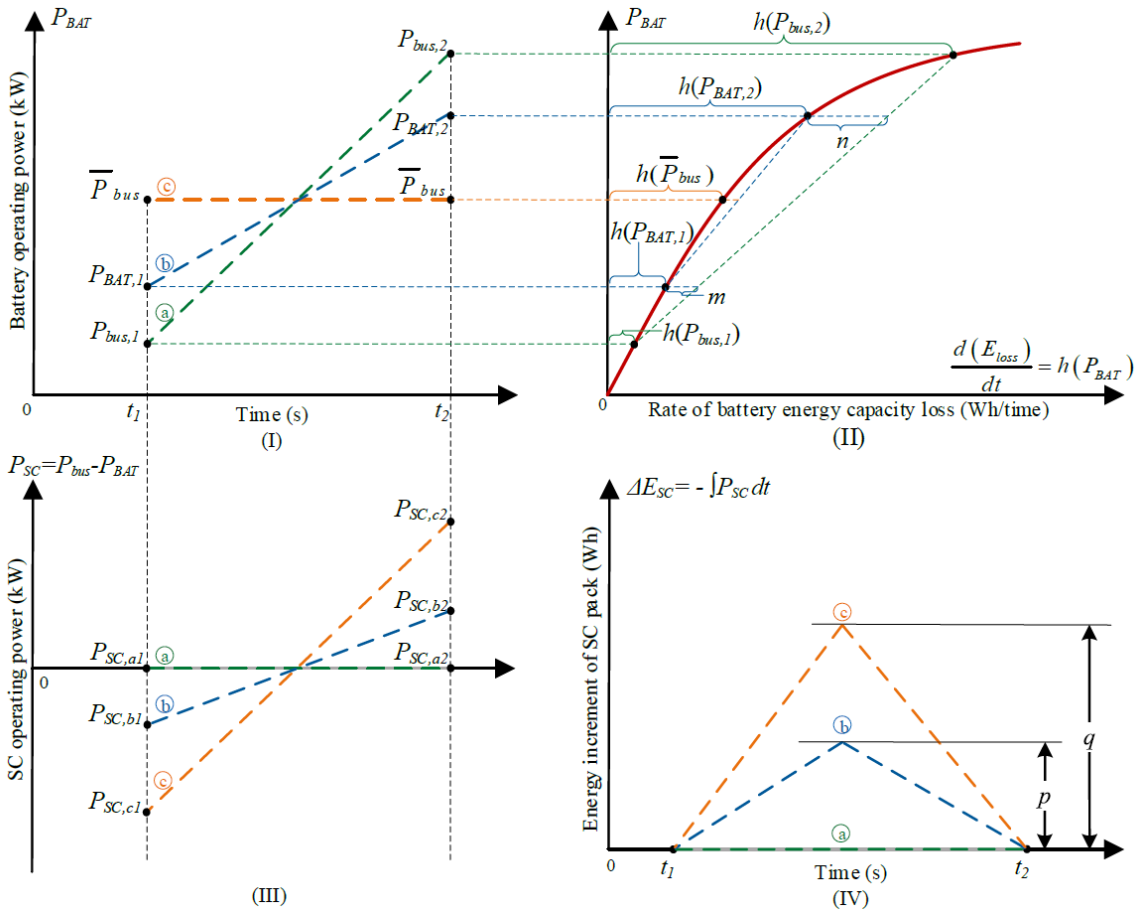 P_BAT
Battery operating power (kW)
P_bus,2
P_BAT,2
P̅_bus
ⓒ
P̅_bus
ⓑ
P_BAT,1
ⓐ
P_bus,1
0
t_1
Time (s)
t_2
(I)
P_BAT
h(P_bus,2)
h(P_BAT,2)
n
h(P̅_bus)
h(P_BAT,1)
m
h(P_bus,1)
d(E_loss)/dt = h(P_BAT)
0
Rate of battery energy capacity loss (Wh/time)
(II)
P_SC=P_bus-P_BAT
SC operating power (kW)
P_SC,c2
P_SC,b2
P_SC,a1
ⓐ
P_SC,a2
0
ⓑ
P_SC,b1
ⓒ
P_SC,c1
(III)
ΔE_SC= - ∫P_SC dt
Energy increment of SC pack (Wh)
ⓒ
ⓑ
q
p
ⓐ
0
0
t_1
Time (s)
t_2
(IV)